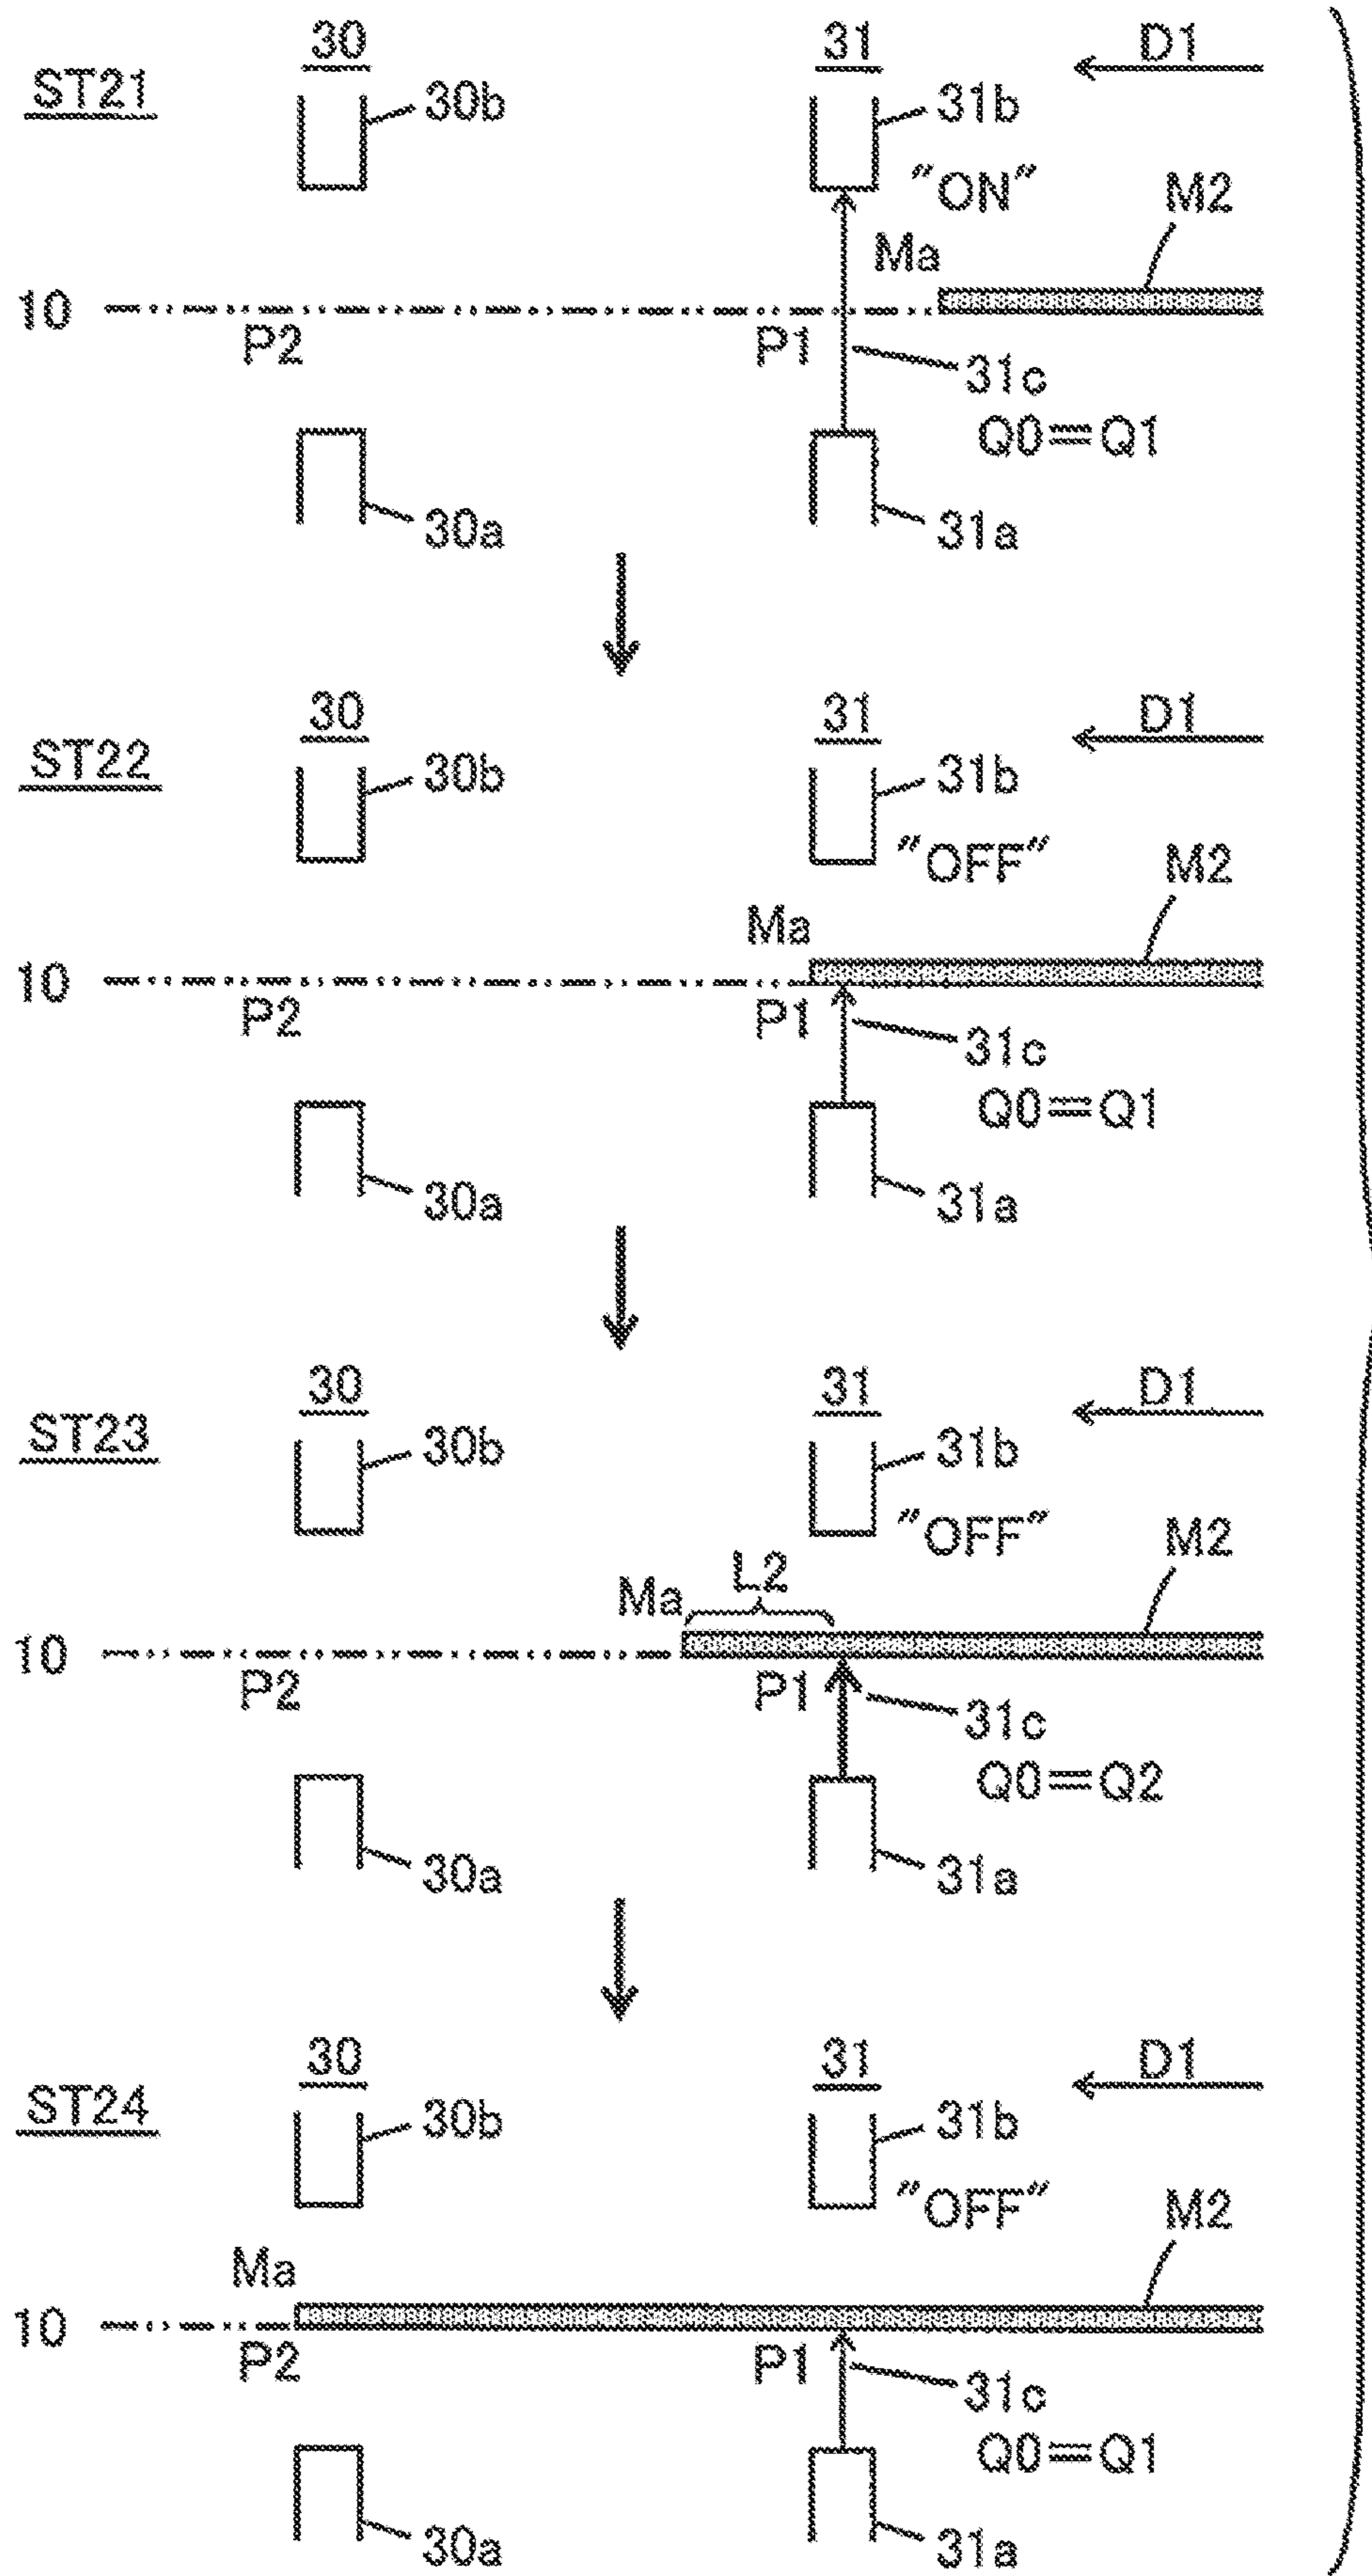 30 31 D1
ST21 30b 31b
"ON" M2
Ma
10
P2 P1 31c
Q0=Q1
30a 31a
30 31 D1
ST22 30b 31b
"OFF" M2
Ma
10
P2 P1 31c
Q0=Q1
30a 31a
30 31 D1
ST23 30b 31b
"OFF" M2
Ma L2
10
P2 P1 31c
Q0=Q2
30a 31a
30 31 D1
ST24 30b 31b
"OFF" M2
Ma
10
P2 P1 31c
Q0=Q1
30a 31a